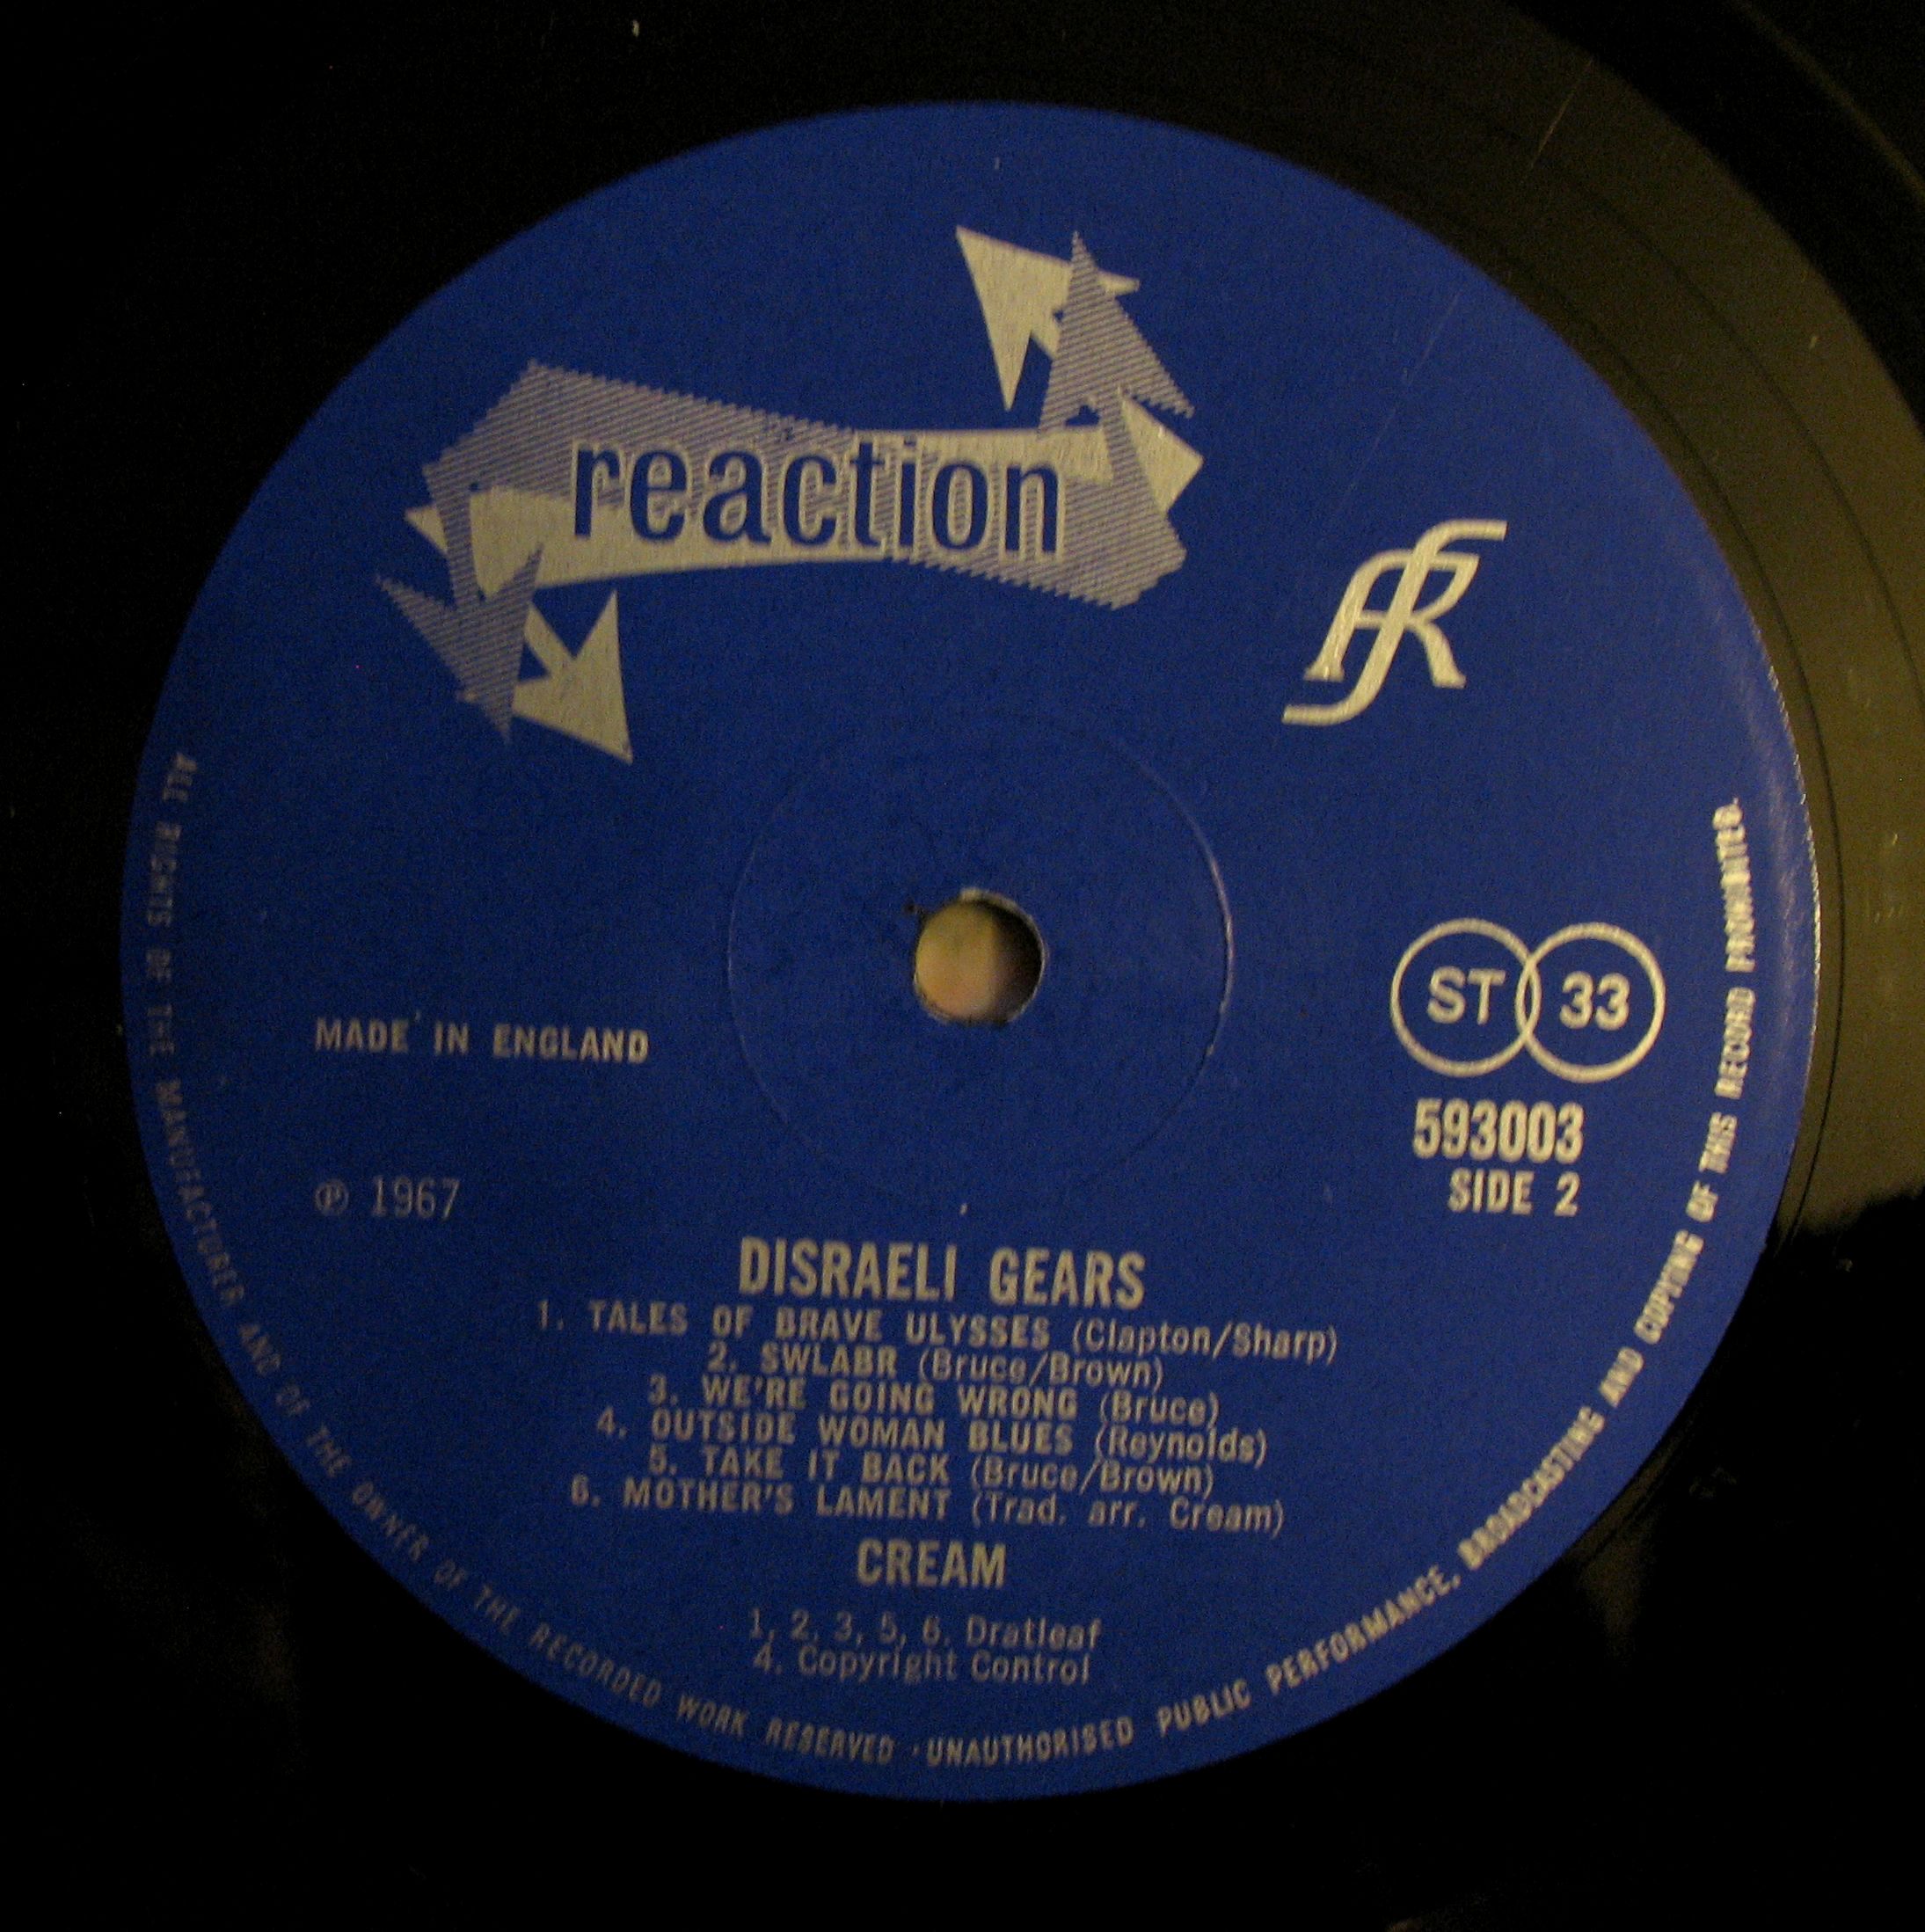 reaction
MADE IN ENGLAND
ST 33
593003
SIDE 2
℗ 1967
DISRAELI GEARS
1. TALES OF BRAVE ULYSSES (Clapton/Sharp)
2. SWLABR (Bruce/Brown)
3. WE'RE GOING WRONG (Bruce)
4. OUTSIDE WOMAN BLUES (Reynolds)
5. TAKE IT BACK (Bruce/Brown)
6. MOTHER'S LAMENT (Trad. arr. Cream)
CREAM
1, 2, 3, 5, 6. Dratleaf
4. Copyright Control
ALL RIGHTS OF THE MANUFACTURER AND OF THE OWNER OF THE RECORDED WORK RESERVED · UNAUTHORISED PUBLIC PERFORMANCE, BROADCASTING AND COPYING OF THIS RECORD PROHIBITED.